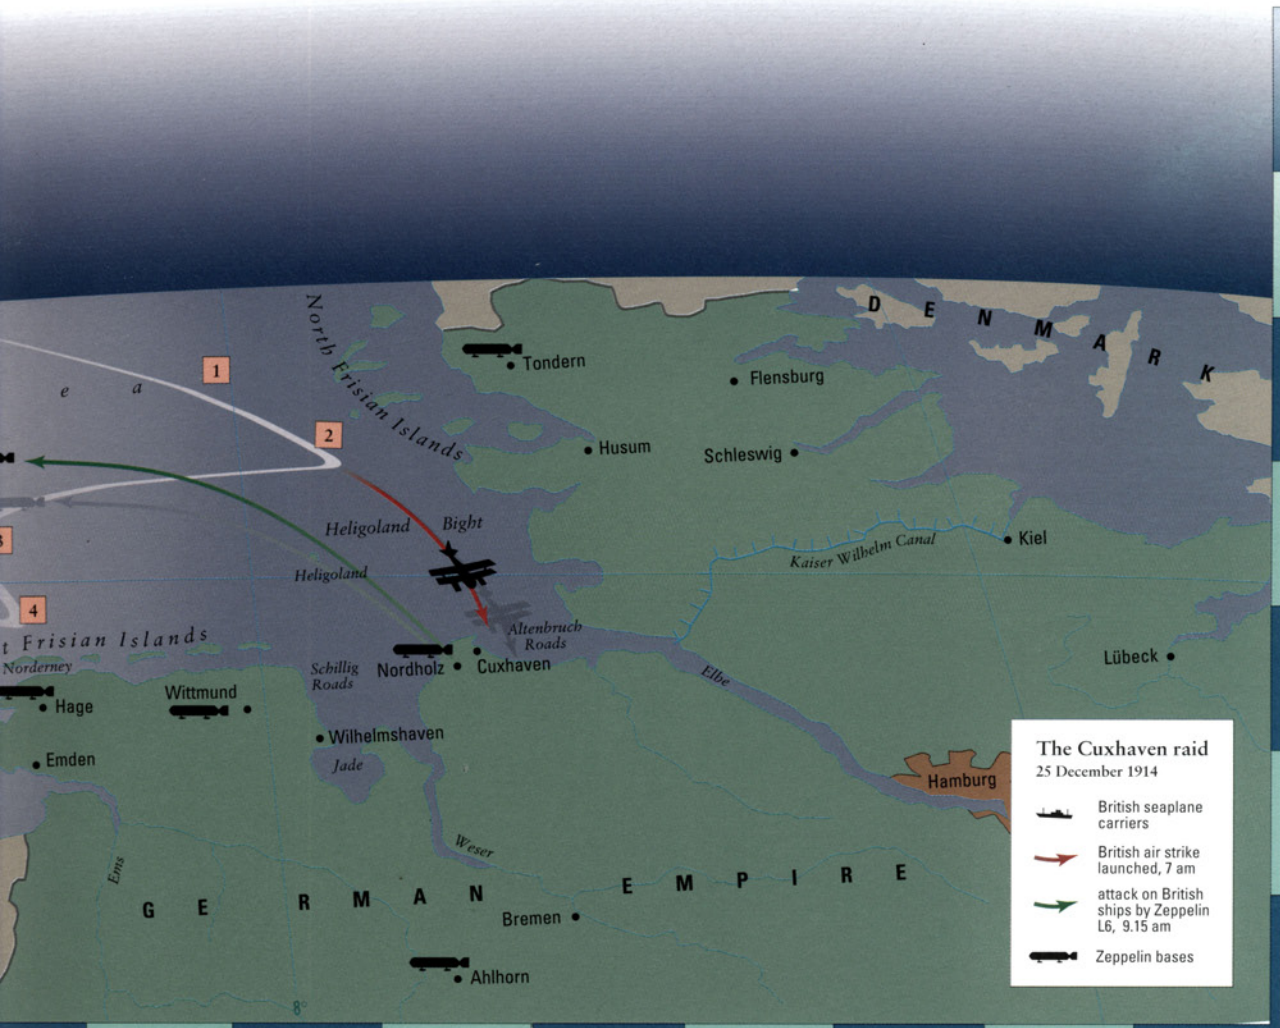 D E N M A R K
North Frisian Islands
1
Tondern
Flensburg
e a
2
Husum
Schleswig
Heligoland Bight
Kiel
Kaiser Wilhelm Canal
3
Heligoland
4
t Frisian Islands
Altenbruch
Roads
Norderney
Schillig
Roads
Nordholz
Cuxhaven
Lübeck
Elbe
Hage
Wittmund
Wilhelmshaven
Emden
Jade
Hamburg
Weser
Ems
G E R M A N E M P I R E
Bremen
Ahlhorn
8°
The Cuxhaven raid
25 December 1914
British seaplane
carriers
British air strike
launched, 7 am
attack on British
ships by Zeppelin
L6, 9.15 am
Zeppelin bases